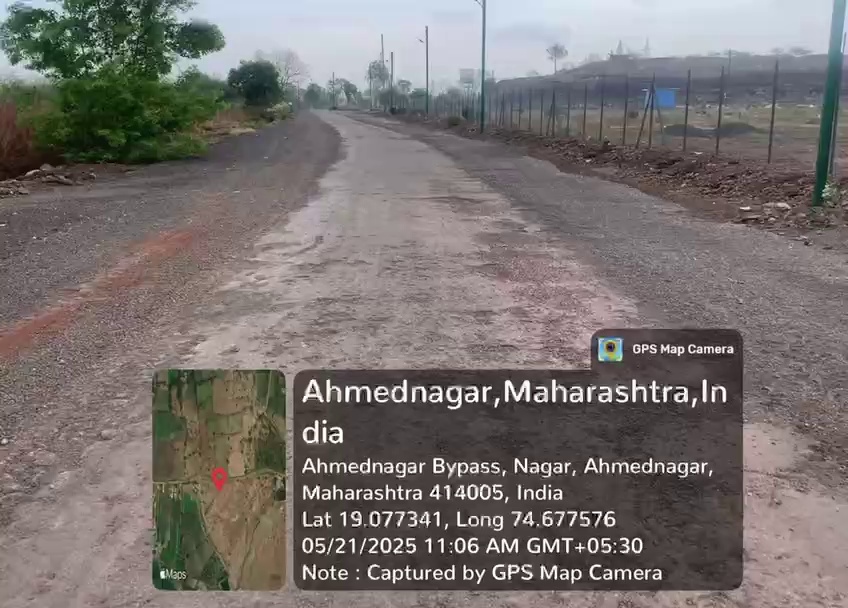 GPS Map Camera
Ahmednagar,Maharashtra,In
dia
Ahmednagar Bypass, Nagar, Ahmednagar,
Maharashtra 414005, India
Lat 19.077341, Long 74.677576
05/21/2025 11:06 AM GMT+05:30
Note : Captured by GPS Map Camera
Maps